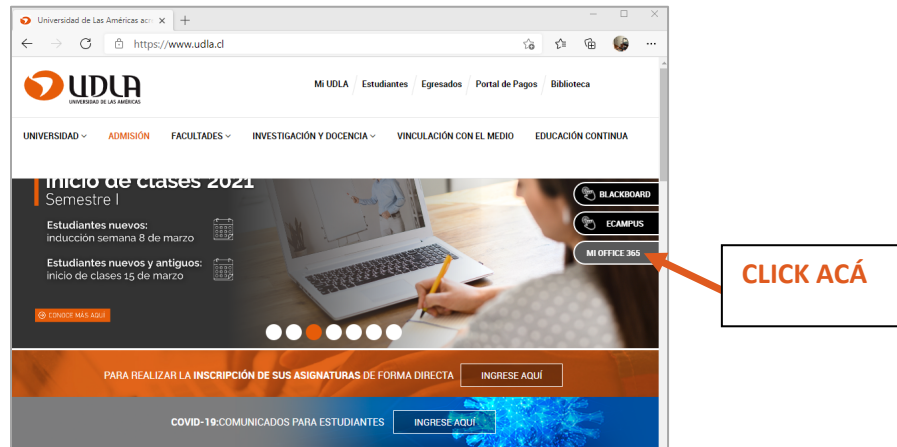 Universidad de Las Américas acr
https://www.udla.cl
UDLA
UNIVERSIDAD DE LAS AMÉRICAS
Mi UDLA Estudiantes Egresados Portal de Pagos Biblioteca
UNIVERSIDAD ADMISIÓN FACULTADES INVESTIGACIÓN Y DOCENCIA VINCULACIÓN CON EL MEDIO EDUCACIÓN CONTINUA
Inicio de clases 2021
Semestre I
Estudiantes nuevos:
inducción semana 8 de marzo
Estudiantes nuevos y antiguos:
inicio de clases 15 de marzo
CONOCE MÁS AQUÍ
BLACKBOARD
ECAMPUS
MI OFFICE 365
CLICK ACÁ
PARA REALIZAR LA INSCRIPCIÓN DE SUS ASIGNATURAS DE FORMA DIRECTA INGRESE AQUÍ
COVID-19:COMUNICADOS PARA ESTUDIANTES INGRESE AQUÍ